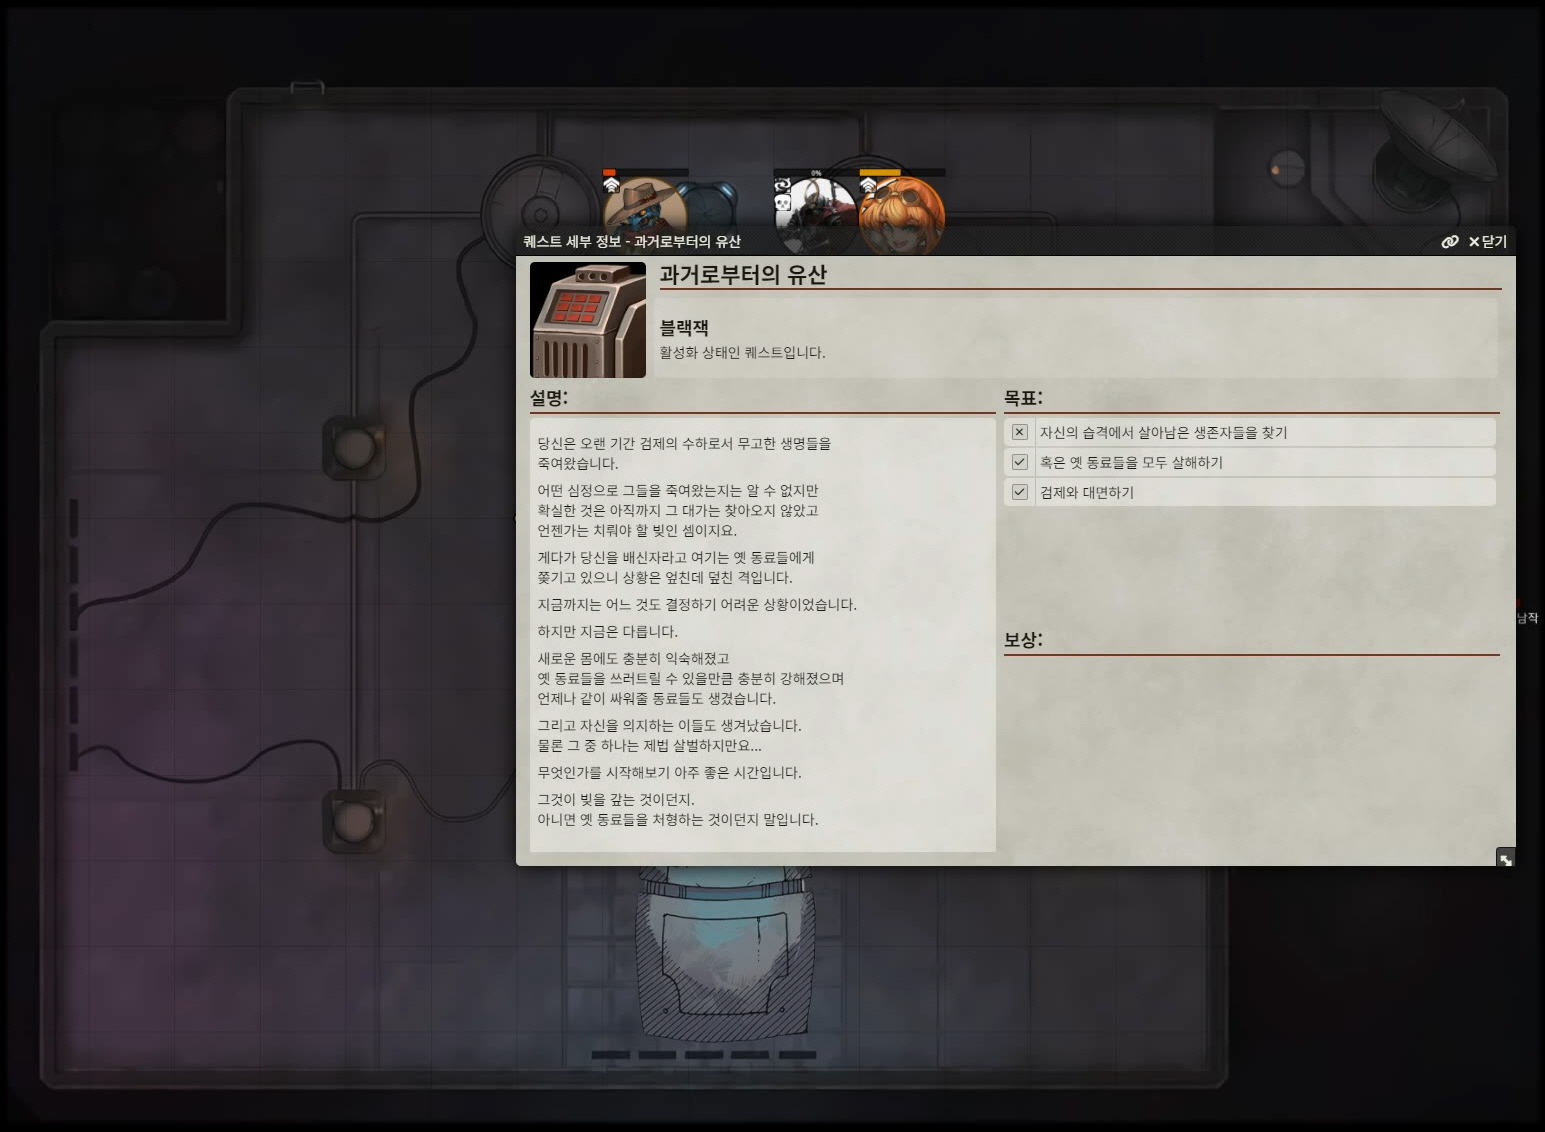 0%
퀘스트 세부 정보 - 과거로부터의 유산
닫기
과거로부터의 유산
블랙잭
활성화 상태인 퀘스트입니다.
설명:
당신은 오랜 기간 검제의 수하로서 무고한 생명들을
죽여왔습니다.
어떤 심정으로 그들을 죽여왔는지는 알 수 없지만
확실한 것은 아직까지 그 대가는 찾아오지 않았고
언젠가는 치뤄야 할 빚인 셈이지요.
게다가 당신을 배신자라고 여기는 옛 동료들에게
쫒기고 있으니 상황은 엎친데 덮친 격입니다.
지금까지는 어느 것도 결정하기 어려운 상황이었습니다.
하지만 지금은 다릅니다.
새로운 몸에도 충분히 익숙해졌고
옛 동료들을 쓰러트릴 수 있을만큼 충분히 강해졌으며
언제나 같이 싸워줄 동료들도 생겼습니다.
그리고 자신을 의지하는 이들도 생겨났습니다.
물론 그 중 하나는 제법 살벌하지만요...
무엇인가를 시작해보기 아주 좋은 시간입니다.
그것이 빚을 갚는 것이던지.
아니면 옛 동료들을 처형하는 것이던지 말입니다.
목표:
자신의 습격에서 살아남은 생존자들을 찾기
혹은 옛 동료들을 모두 살해하기
검제와 대면하기
보상:
남작